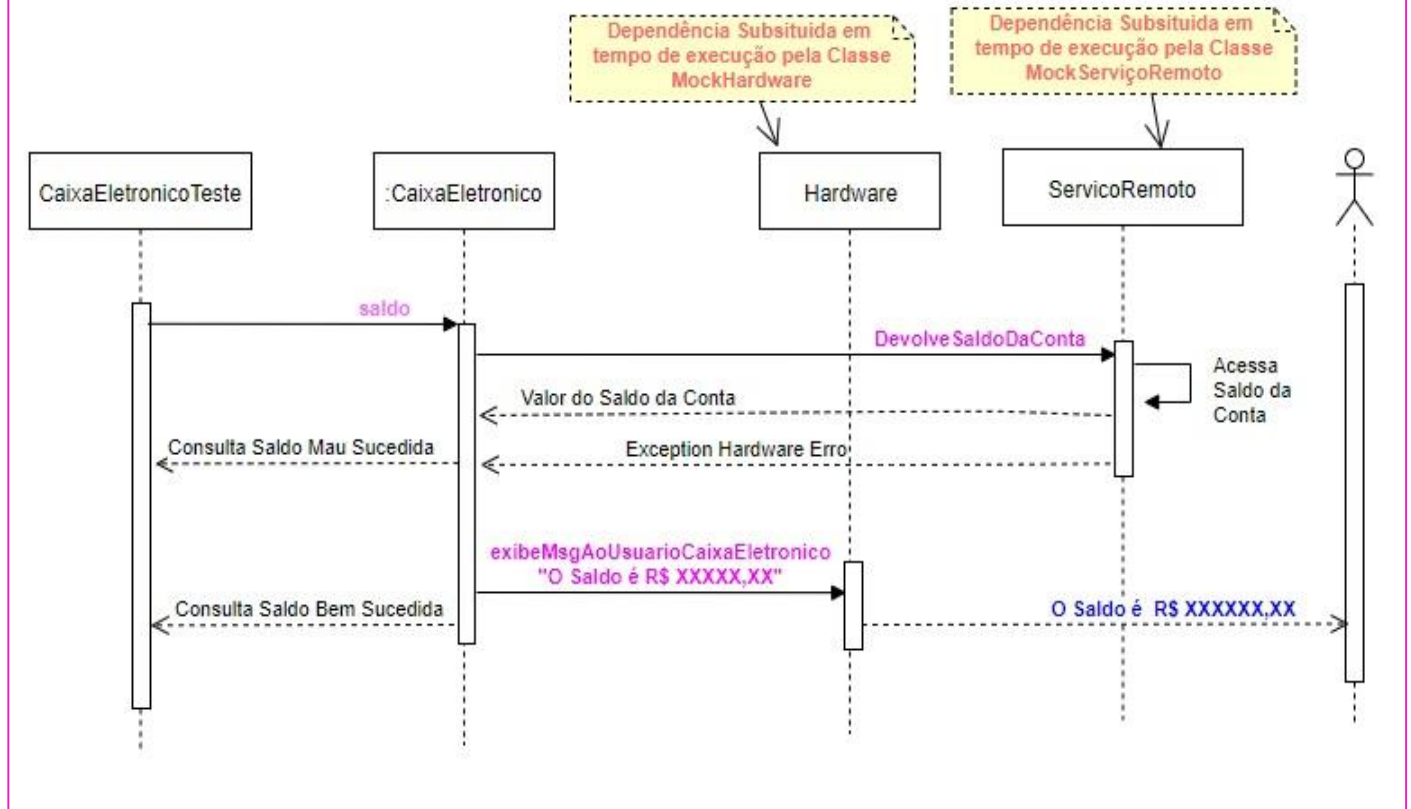 Dependência Subsituida em
tempo de execução pela Classe
MockHardware
Dependência Subsituida em
tempo de execução pela Classe
MockServiçoRemoto
CaixaEletronicoTeste
:CaixaEletronico
Hardware
ServicoRemoto
saldo
DevolveSaldoDaConta
Acessa
Saldo da
Conta
Valor do Saldo da Conta
Consulta Saldo Mau Sucedida
Exception Hardware Erro
exibeMsgAoUsuarioCaixaEletronico
"O Saldo é R$ XXXXX,XX"
Consulta Saldo Bem Sucedida
O Saldo é R$ XXXXXX,XX